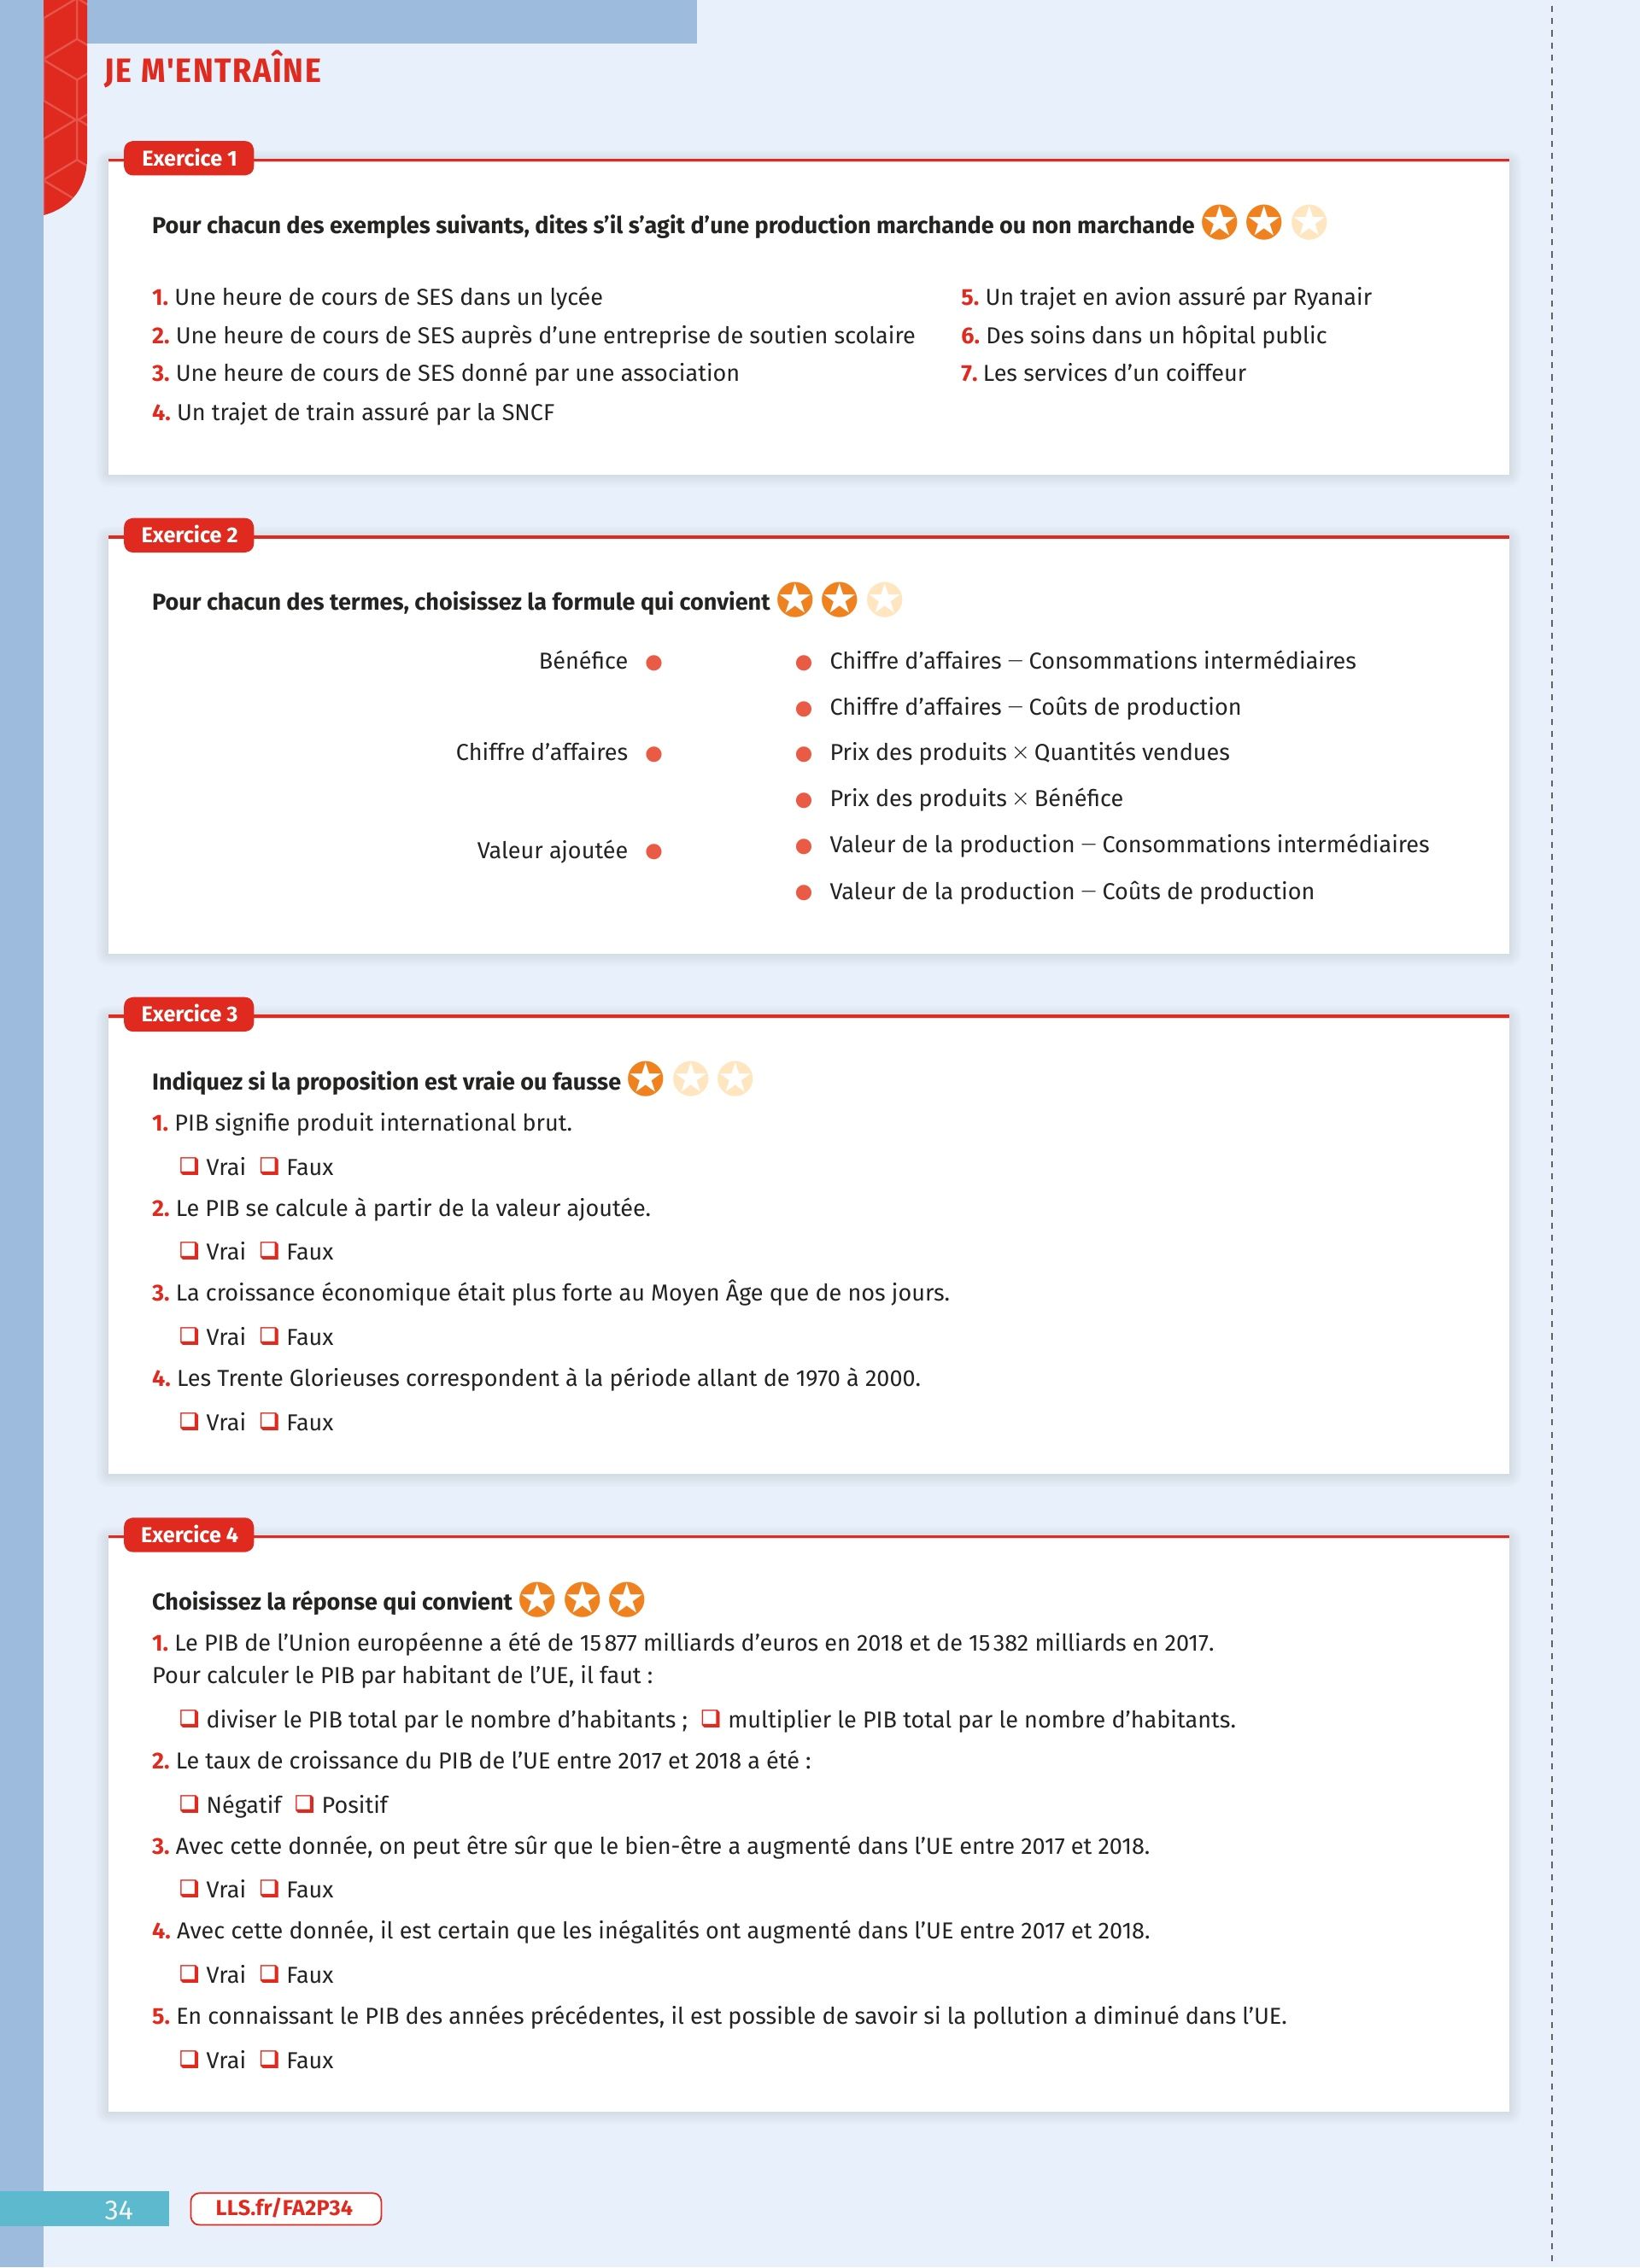 JE M'ENTRAÎNE
Exercice 1
Pour chacun des exemples suivants, dites s’il s’agit d’une production marchande ou non marchande
1. Une heure de cours de SES dans un lycée
2. Une heure de cours de SES auprès d’une entreprise de soutien scolaire
3. Une heure de cours de SES donné par une association
4. Un trajet de train assuré par la SNCF
5. Un trajet en avion assuré par Ryanair
6. Des soins dans un hôpital public
7. Les services d’un coiffeur
Exercice 2
Pour chacun des termes, choisissez la formule qui convient
Bénéfice
Chiffre d’affaires
Valeur ajoutée
Chiffre d’affaires – Consommations intermédiaires
Chiffre d’affaires – Coûts de production
Prix des produits × Quantités vendues
Prix des produits × Bénéfice
Valeur de la production – Consommations intermédiaires
Valeur de la production – Coûts de production
Exercice 3
Indiquez si la proposition est vraie ou fausse
1. PIB signifie produit international brut.
❑ Vrai ❑ Faux
2. Le PIB se calcule à partir de la valeur ajoutée.
❑ Vrai ❑ Faux
3. La croissance économique était plus forte au Moyen Âge que de nos jours.
❑ Vrai ❑ Faux
4. Les Trente Glorieuses correspondent à la période allant de 1970 à 2000.
❑ Vrai ❑ Faux
Exercice 4
Choisissez la réponse qui convient
1. Le PIB de l’Union européenne a été de 15 877 milliards d’euros en 2018 et de 15 382 milliards en 2017.
Pour calculer le PIB par habitant de l’UE, il faut :
❑ diviser le PIB total par le nombre d’habitants ; ❑ multiplier le PIB total par le nombre d’habitants.
2. Le taux de croissance du PIB de l’UE entre 2017 et 2018 a été :
❑ Négatif ❑ Positif
3. Avec cette donnée, on peut être sûr que le bien-être a augmenté dans l’UE entre 2017 et 2018.
❑ Vrai ❑ Faux
4. Avec cette donnée, il est certain que les inégalités ont augmenté dans l’UE entre 2017 et 2018.
❑ Vrai ❑ Faux
5. En connaissant le PIB des années précédentes, il est possible de savoir si la pollution a diminué dans l’UE.
❑ Vrai ❑ Faux
34
LLS.fr/FA2P34